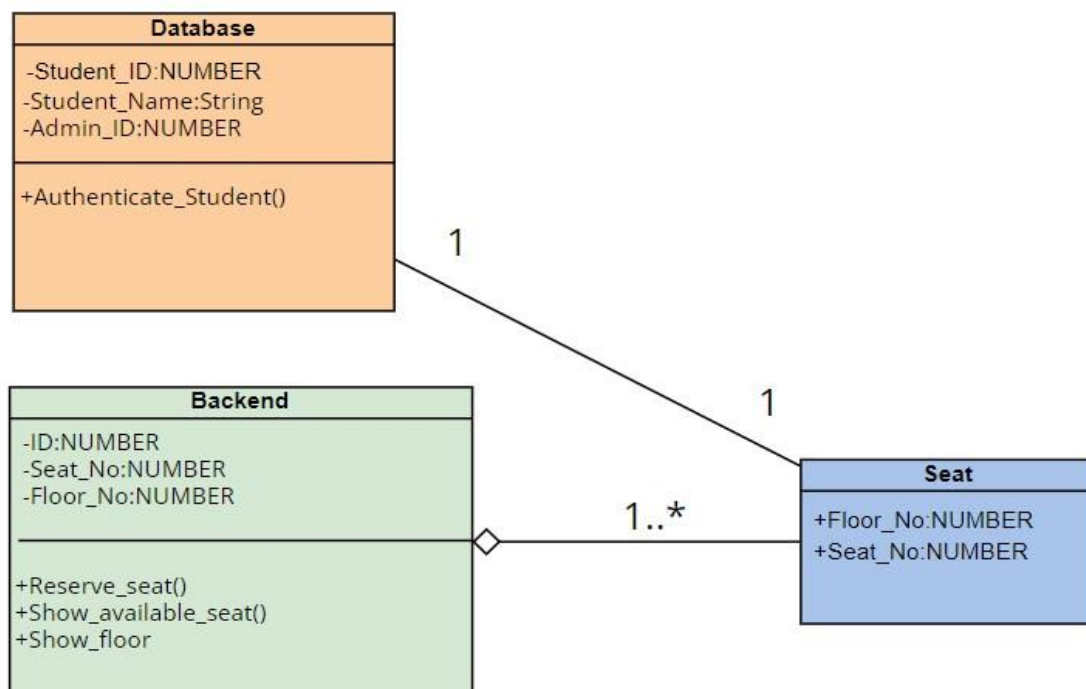 Database
-Student_ID:NUMBER
-Student_Name:String
-Admin_ID:NUMBER
+Authenticate_Student()
1
1
Backend
-ID:NUMBER
-Seat_No:NUMBER
-Floor_No:NUMBER
+Reserve_seat()
+Show_available_seat()
+Show_floor
1..*
Seat
+Floor_No:NUMBER
+Seat_No:NUMBER